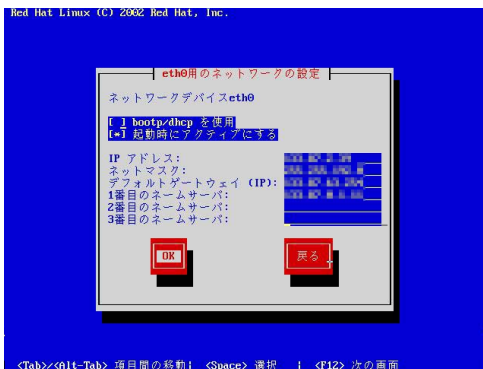 Red Hat Linux (C) 2002 Red Hat, Inc.
eth0用のネットワークの設定
ネットワークデバイスeth0
[ ] bootp/dhcp を使用
[*] 起動時にアクティブにする
IP アドレス:
ネットマスク:
デフォルトゲートウェイ (IP):
1番目のネームサーバ:
2番目のネームサーバ:
3番目のネームサーバ:
OK 戻る
<Tab>/<Alt-Tab> 項目間の移動¦ <Space> 選択 ¦ <F12> 次の画面